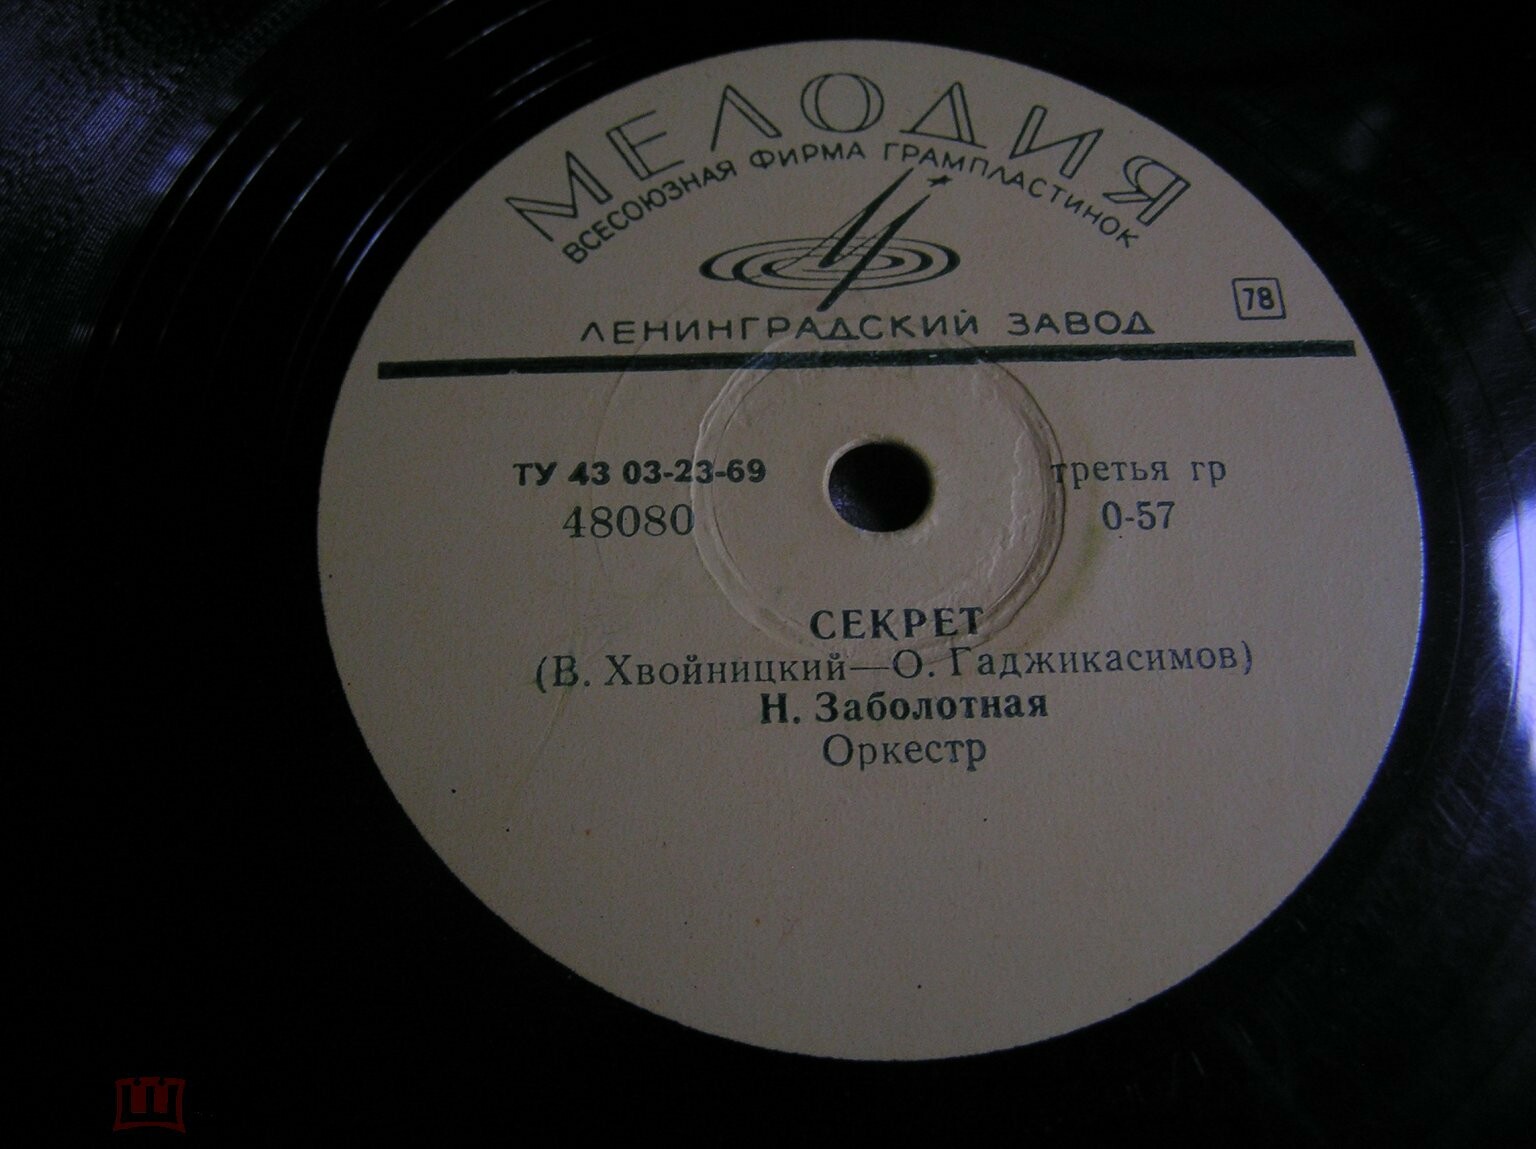 МЕЛОДИЯ
ВСЕСОЮЗНАЯ ФИРМА ГРАМПЛАСТИНОК
ЛЕНИНГРАДСКИЙ ЗАВОД
78
ТУ 43 03-23-69
третья гр
48080
0-57
СЕКРЕТ
(В. Хвойницкий—О. Гаджикасимов)
Н. Заболотная
Оркестр